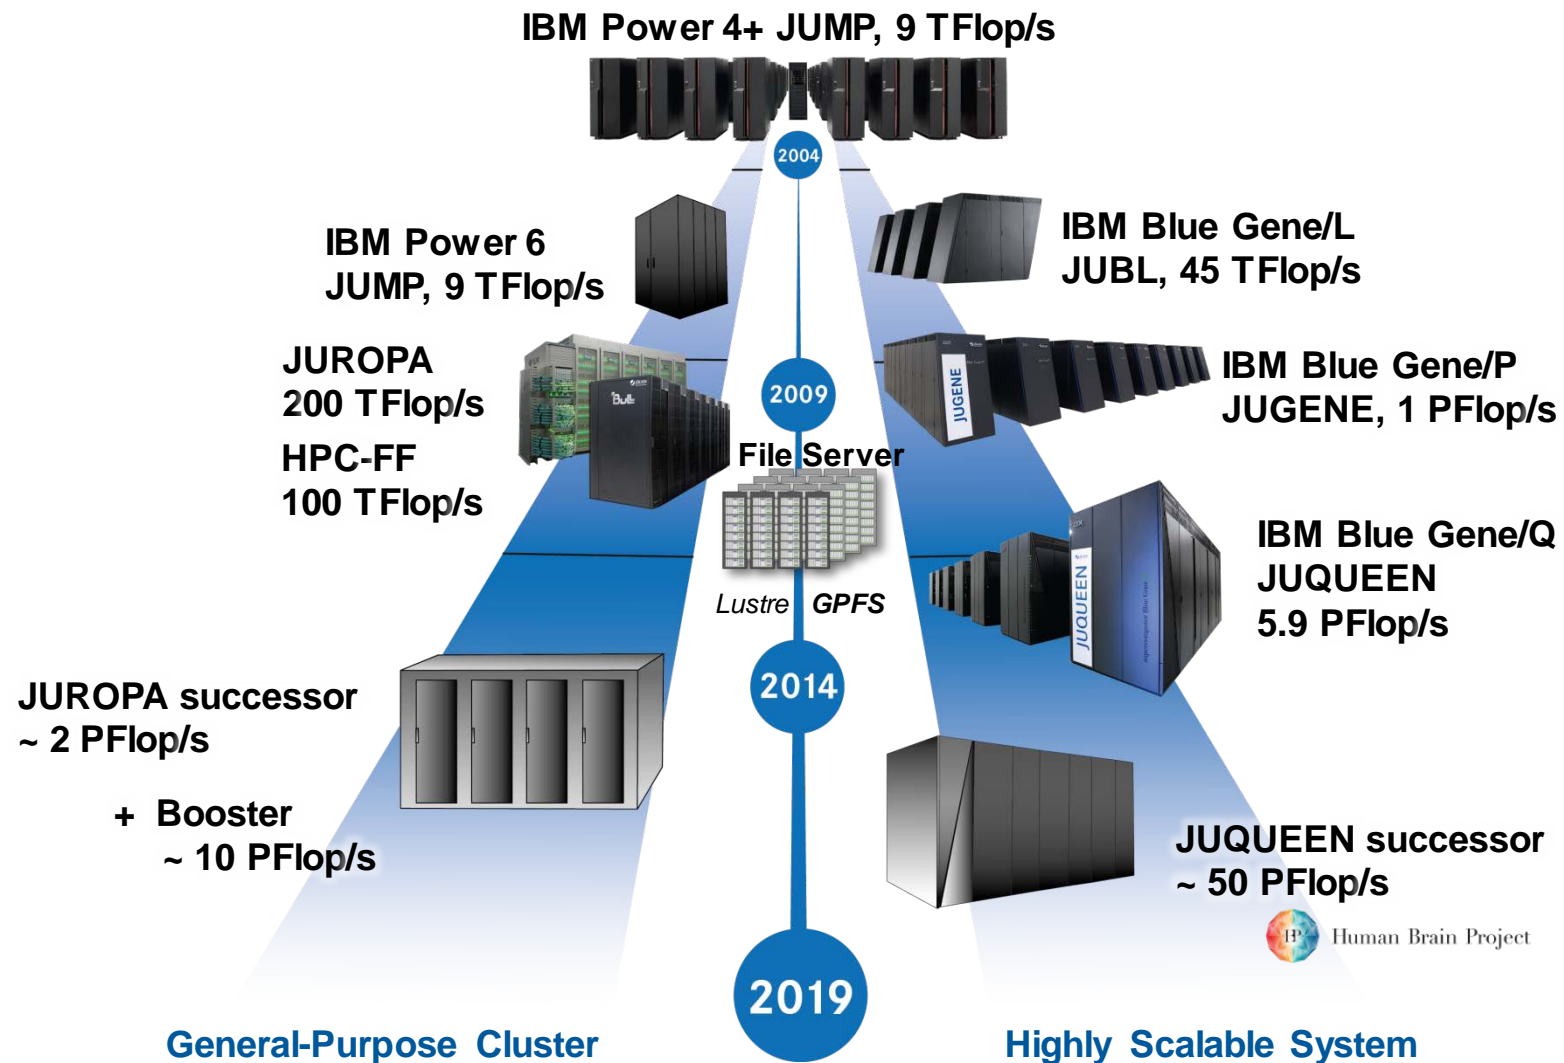 IBM Power 4+ JUMP, 9 TFlop/s
2004
IBM Power 6
JUMP, 9 TFlop/s
IBM Blue Gene/L
JUBL, 45 TFlop/s
JUROPA
200 TFlop/s
HPC-FF
100 TFlop/s
Bull
2009
JUGENE
IBM Blue Gene/P
JUGENE, 1 PFlop/s
File Server
Lustre GPFS
JUQUEEN
IBM Blue Gene/Q
JUQUEEN
5.9 PFlop/s
2014
JUROPA successor
~ 2 PFlop/s
+ Booster
~ 10 PFlop/s
JUQUEEN successor
~ 50 PFlop/s
Human Brain Project
2019
General-Purpose Cluster
Highly Scalable System